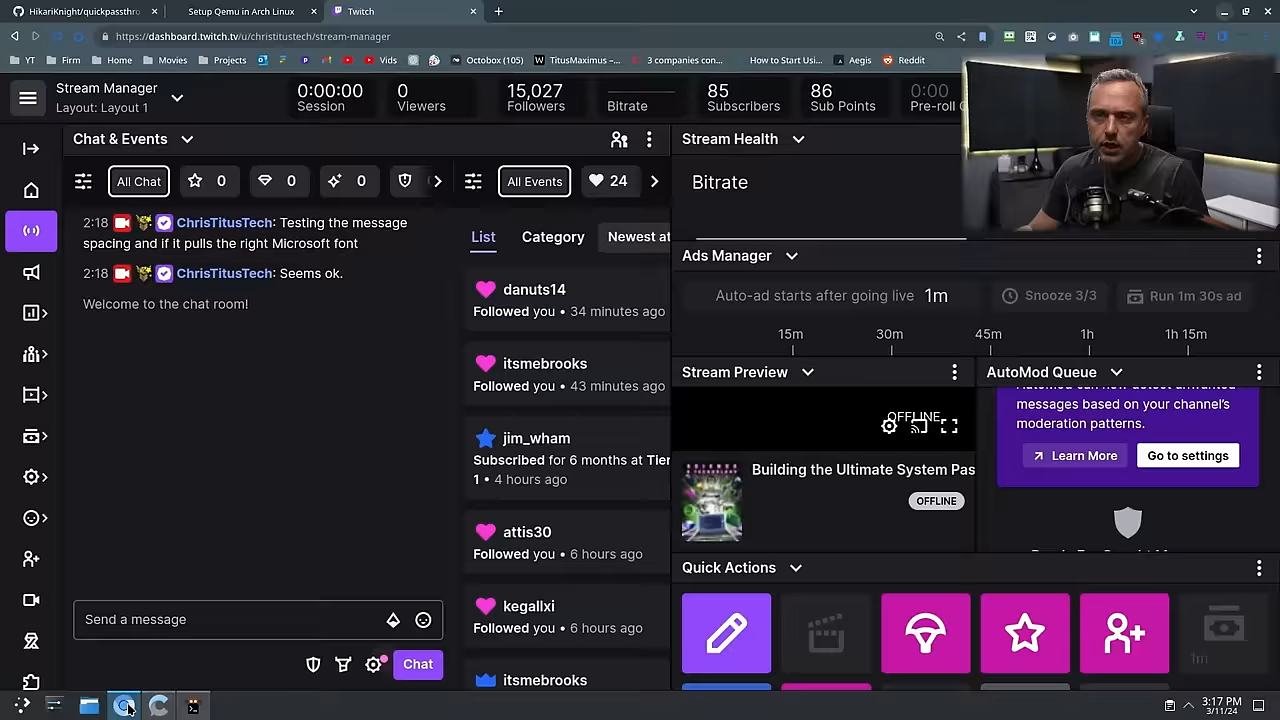 HikariKnight/quickpassthro
Setup Qemu in Arch Linux
Twitch
https://dashboard.twitch.tv/u/christitustech/stream-manager
YT
Firm
Home
Movies
Projects
Vids
Octobox (105)
TitusMaximus –...
3 companies con...
How to Start Usi...
Aegis
Reddit
Stream Manager
Layout: Layout 1
0:00:00
Session
0
Viewers
15,027
Followers
Bitrate
85
Subscribers
86
Sub Points
0:00
Pre-roll
Chat & Events
All Chat
0
0
0
All Events
24
2:18 ChrisTitusTech: Testing the message
spacing and if it pulls the right Microsoft font
2:18 ChrisTitusTech: Seems ok.
Welcome to the chat room!
List
Category
Newest at
danuts14
Followed you • 34 minutes ago
itsmebrooks
Followed you • 43 minutes ago
jim_wham
Subscribed for 6 months at Tier
1 • 4 hours ago
attis30
Followed you • 6 hours ago
kegallxi
Followed you • 6 hours ago
itsmebrooks
Send a message
Chat
Stream Health
Bitrate
Ads Manager
Auto-ad starts after going live 1m
Snooze 3/3
Run 1m 30s ad
15m
30m
45m
1h
1h 15m
Stream Preview
OFFLINE
Building the Ultimate System Pas
OFFLINE
AutoMod Queue
messages based on your channel's
moderation patterns.
Learn More
Go to settings
Quick Actions
1m
3:17 PM
3/11/24